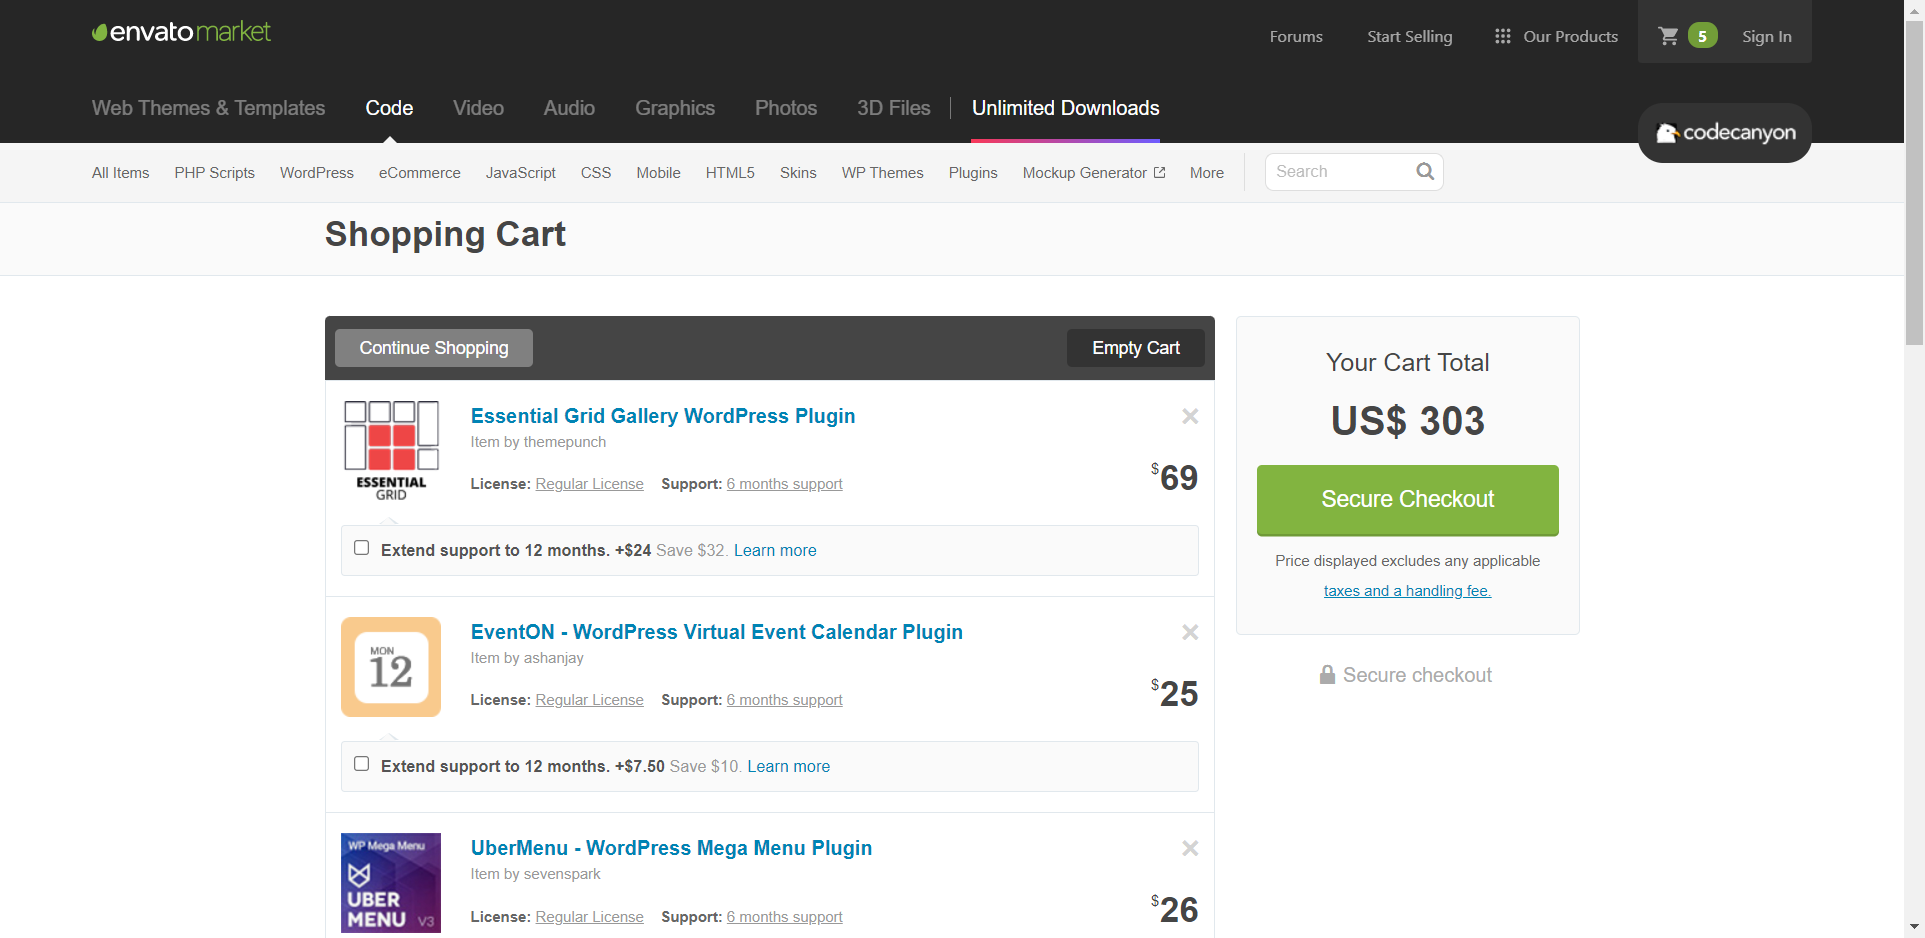 envato market
Forums Start Selling Our Products 5 Sign In
Web Themes & Templates Code Video Audio Graphics Photos 3D Files Unlimited Downloads
codecanyon
All Items PHP Scripts WordPress eCommerce JavaScript CSS Mobile HTML5 Skins WP Themes Plugins Mockup Generator More Search
Shopping Cart
Continue Shopping Empty Cart
ESSENTIAL
GRID
Essential Grid Gallery WordPress Plugin
Item by themepunch
License: Regular License Support: 6 months support
$69
Extend support to 12 months. +$24 Save $32. Learn more
MON
12
EventON - WordPress Virtual Event Calendar Plugin
Item by ashanjay
License: Regular License Support: 6 months support
$25
Extend support to 12 months. +$7.50 Save $10. Learn more
WP Mega Menu
UBER
MENU V3
UberMenu - WordPress Mega Menu Plugin
Item by sevenspark
License: Regular License Support: 6 months support
$26
Your Cart Total
US$ 303
Secure Checkout
Price displayed excludes any applicable
taxes and a handling fee.
Secure checkout